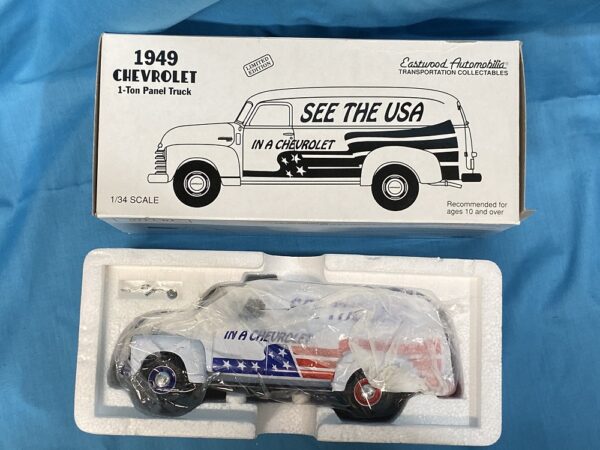 1949
CHEVROLET
1-Ton Panel Truck
LIMITED
EDITION
Eastwood Automobilia®
TRANSPORTATION COLLECTABLES
SEE THE USA
IN A CHEVROLET
1/34 SCALE
Recommended for
ages 10 and over
IN A CHEVROLET